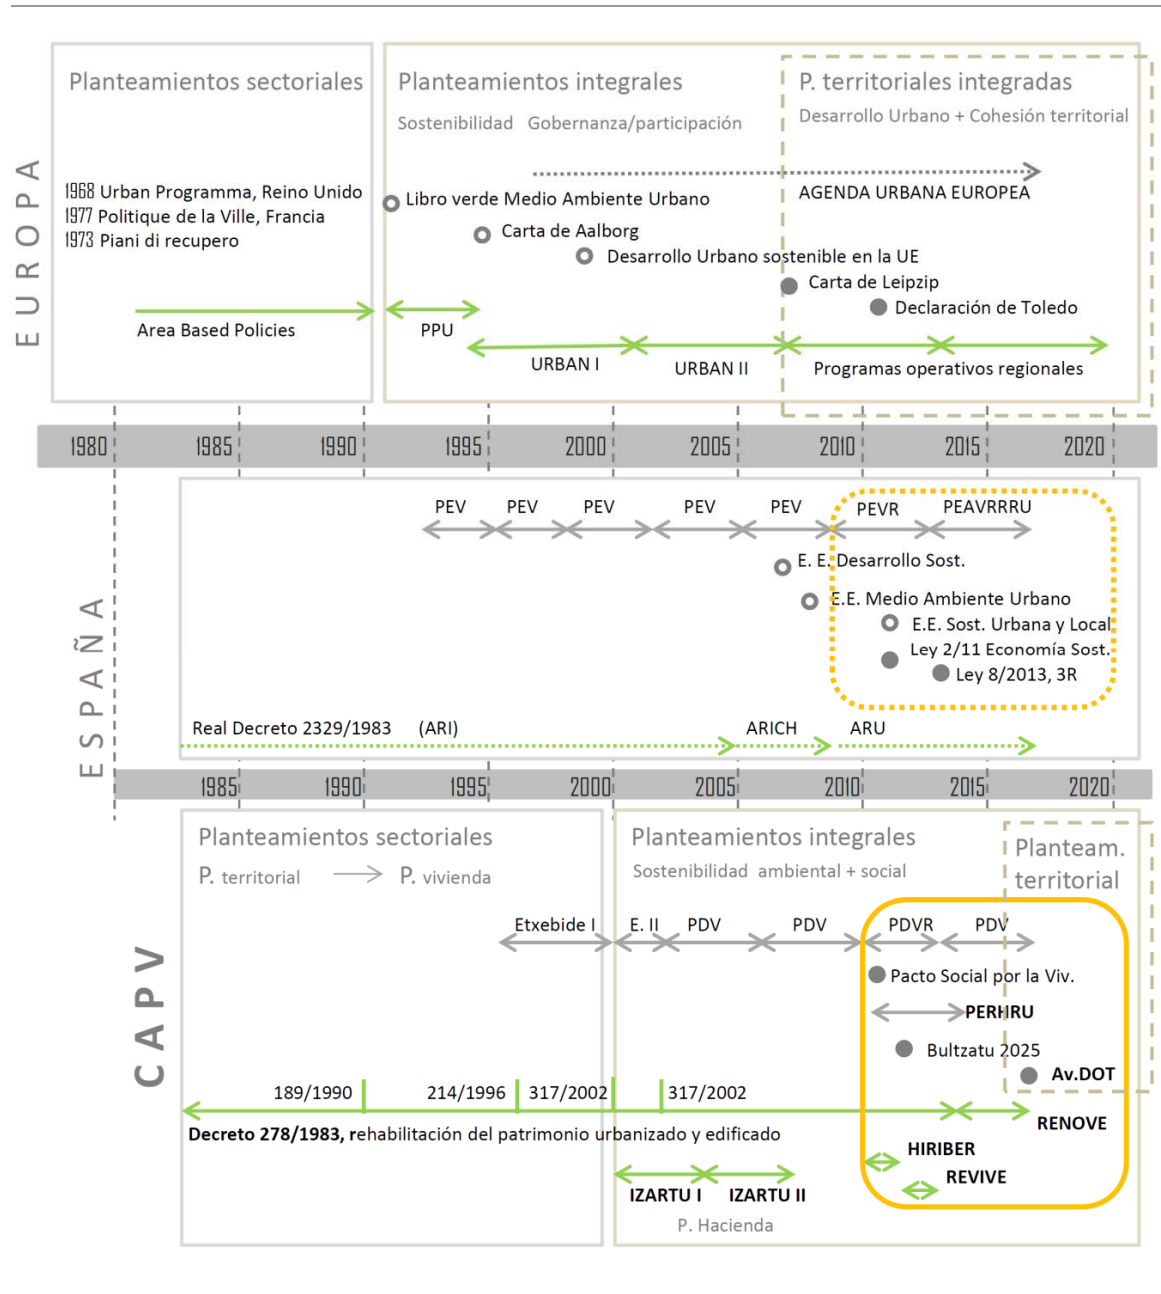 EUROPA
Planteamientos sectoriales
1968 Urban Programma, Reino Unido
1977 Politique de la Ville, Francia
1973 Piani di recupero
Area Based Policies
Planteamientos integrales
Sostenibilidad Gobernanza/participación
P. territoriales integradas
Desarrollo Urbano + Cohesión territorial
AGENDA URBANA EUROPEA
Libro verde Medio Ambiente Urbano
Carta de Aalborg
Desarrollo Urbano sostenible en la UE
Carta de Leipzip
Declaración de Toledo
PPU
URBAN I
URBAN II
Programas operativos regionales
1980 1985 1990 1995 2000 2005 2010 2015 2020
ESPAÑA
PEV PEV PEV PEV PEV PEVR PEAVRRRU
E. E. Desarrollo Sost.
E.E. Medio Ambiente Urbano
E.E. Sost. Urbana y Local
Ley 2/11 Economía Sost.
Ley 8/2013, 3R
Real Decreto 2329/1983 (ARI) ARICH ARU
1985 1990 1995 2000 2005 2010 2015 2020
CAPV
Planteamientos sectoriales
P. territorial P. vivienda
Planteamientos integrales
Sostenibilidad ambiental + social
Planteam.
territorial
Etxebide I E. II PDV PDV PDVR PDV
Pacto Social por la Viv.
PERHRU
Bultzatu 2025
Av.DOT
189/1990 214/1996 317/2002 317/2002
Decreto 278/1983, rehabilitación del patrimonio urbanizado y edificado
RENOVE
HIRIBER
REVIVE
IZARTU I IZARTU II
P. Hacienda